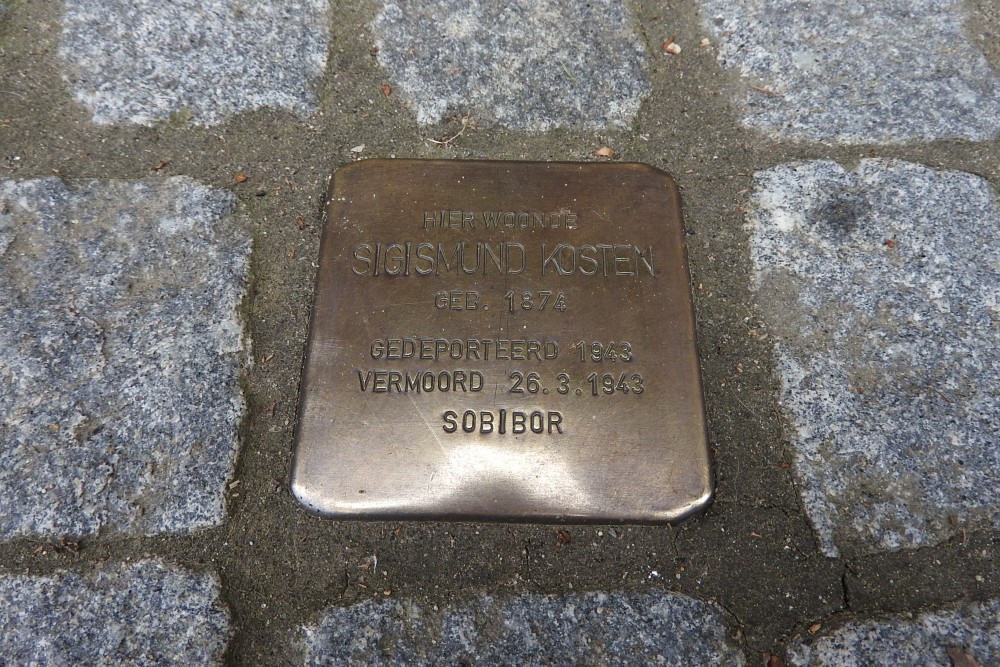 HIER WOONDE
SIGISMUND KOSTEN
GEB. 1874
GEDEPORTEERD 1943
VERMOORD 26.3.1943
SOBIBOR